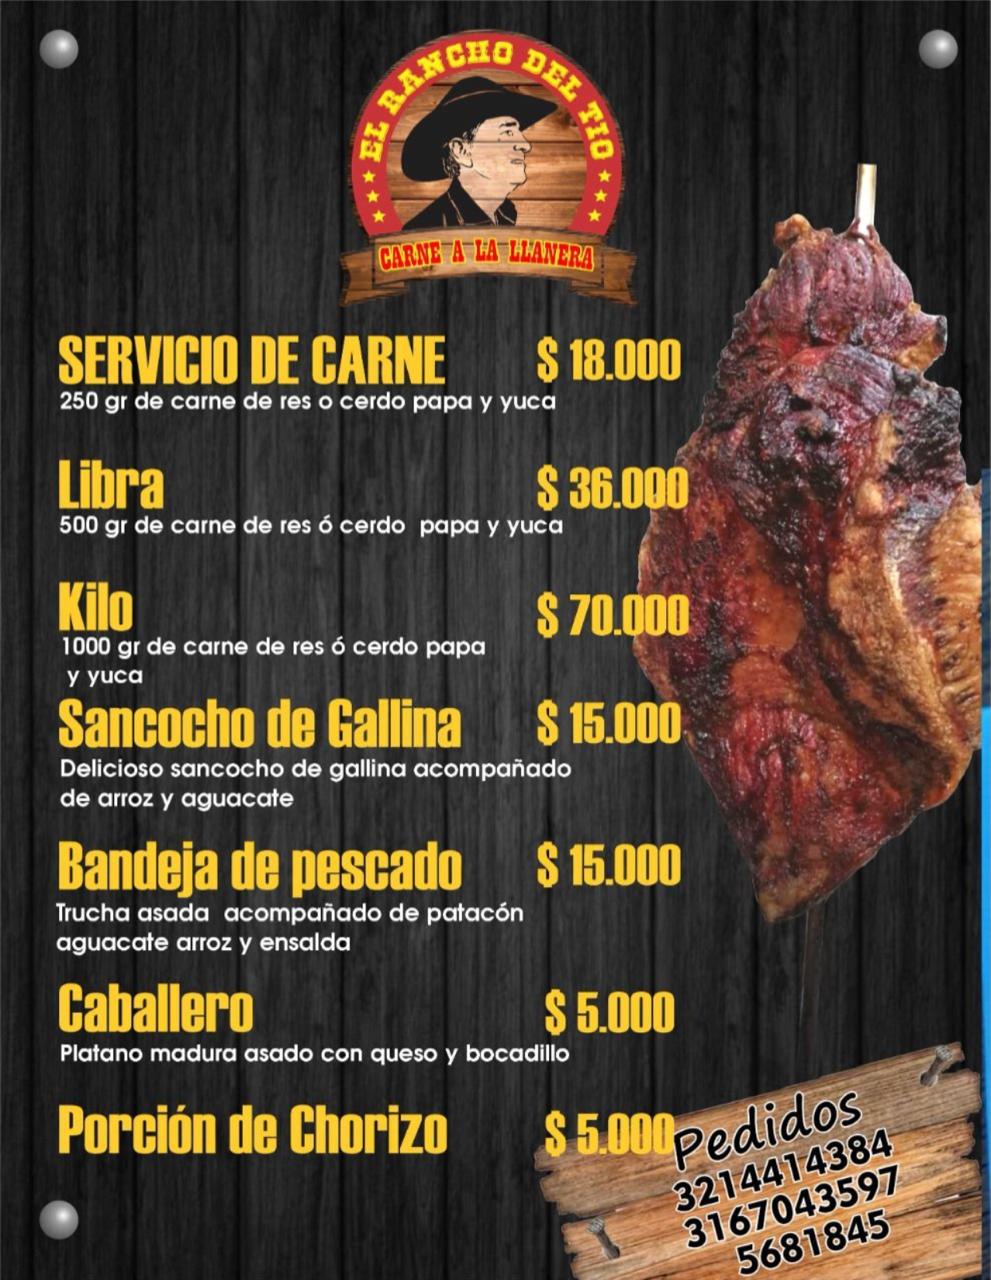 EL RANCHO DEL TIO
CARNE A LA LLANERA
SERVICIO DE CARNE $ 18.000
250 gr de carne de res o cerdo papa y yuca
Libra $ 36.000
500 gr de carne de res ó cerdo papa y yuca
Kilo $ 70.000
1000 gr de carne de res ó cerdo papa
y yuca
Sancocho de Gallina $ 15.000
Delicioso sancocho de gallina acompañado
de arroz y aguacate
Bandeja de pescado $ 15.000
Trucha asada acompañado de patacón
aguacate arroz y ensalda
Caballero $ 5.000
Platano madura asado con queso y bocadillo
Porción de Chorizo $ 5.000
Pedidos
3214414384
3167043597
5681845